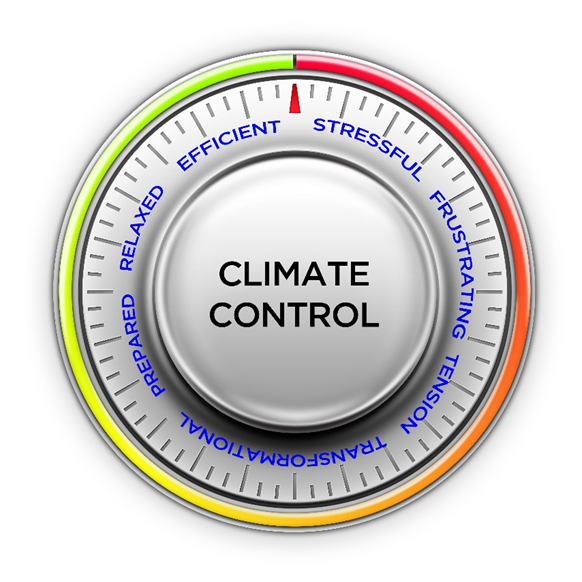 EFFICIENT
STRESSFUL
FRUSTRATING
TENSION
TRANSFORMATIONAL
PREPARED
RELAXED
CLIMATE
CONTROL